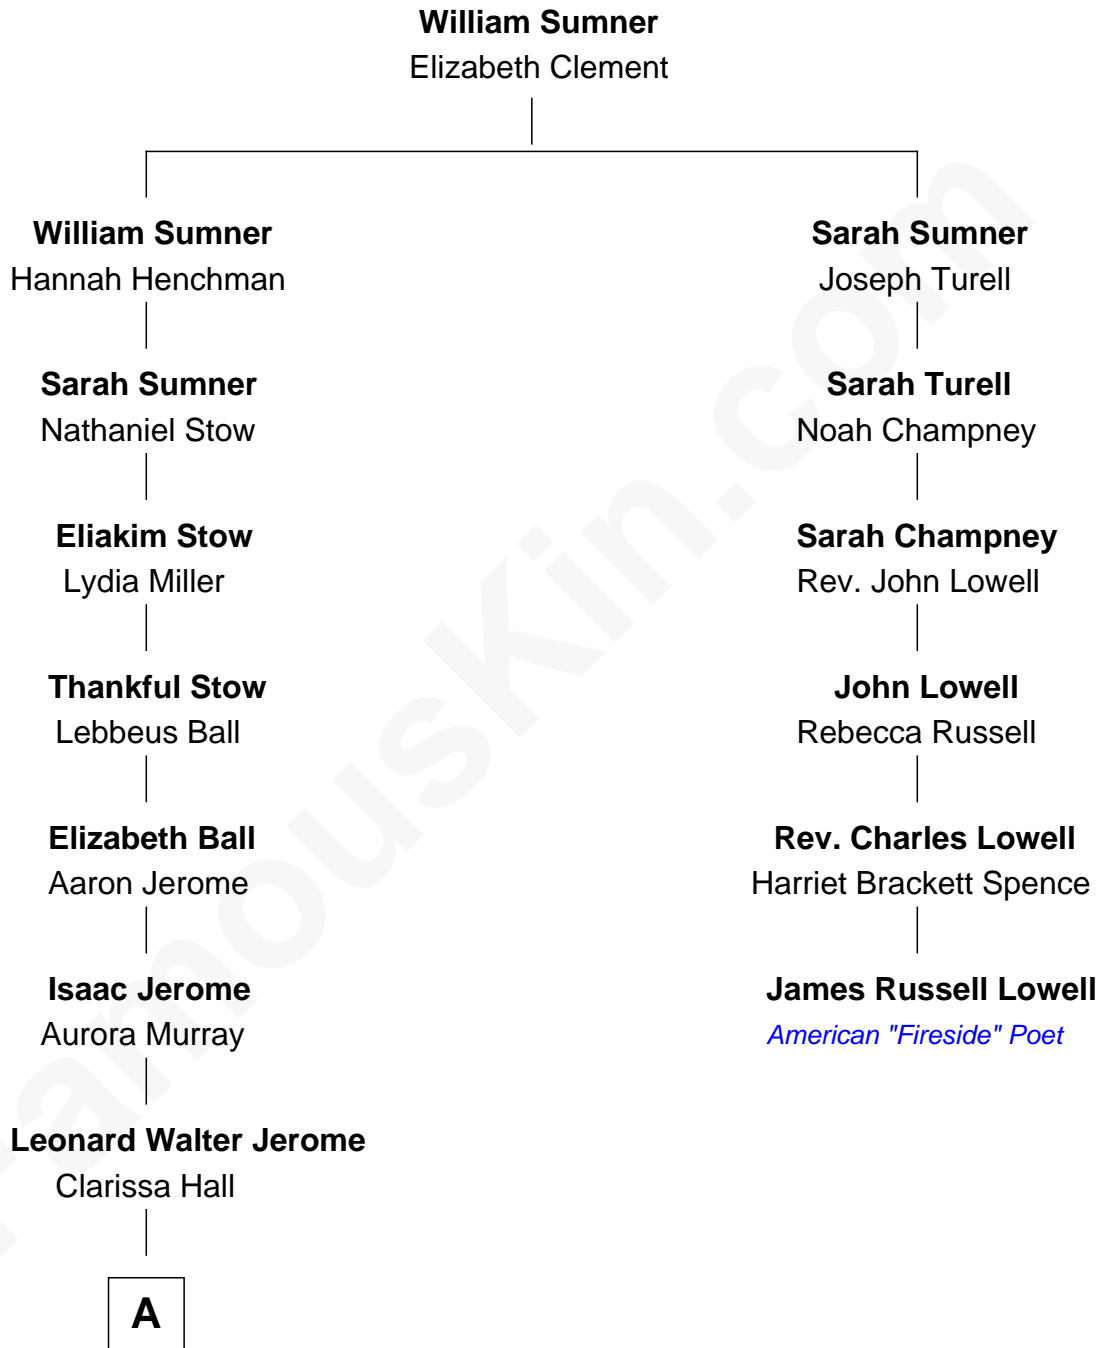 William Sumner
Elizabeth Clement
William Sumner
Hannah Henchman
Sarah Sumner
Nathaniel Stow
Eliakim Stow
Lydia Miller
Thankful Stow
Lebbeus Ball
Elizabeth Ball
Aaron Jerome
Isaac Jerome
Aurora Murray
Leonard Walter Jerome
Clarissa Hall
A
Sarah Sumner
Joseph Turell
Sarah Turell
Noah Champney
Sarah Champney
Rev. John Lowell
John Lowell
Rebecca Russell
Rev. Charles Lowell
Harriet Brackett Spence
James Russell Lowell
American "Fireside" Poet
FamousKin.com